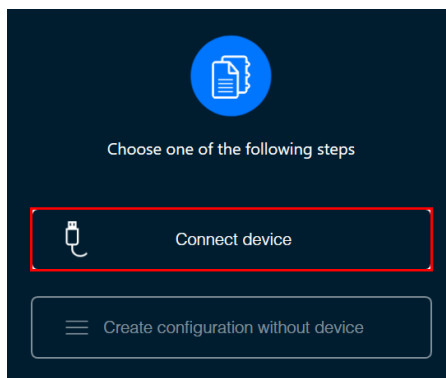 Choose one of the following steps
Connect device
Create configuration without device